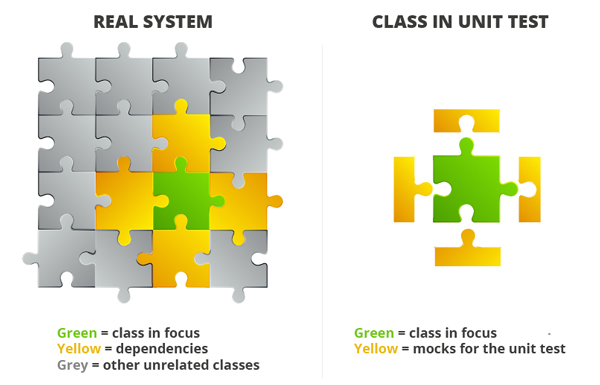 REAL SYSTEM
CLASS IN UNIT TEST
Green = class in focus
Yellow = dependencies
Grey = other unrelated classes
Green = class in focus -
Yellow = mocks for the unit test